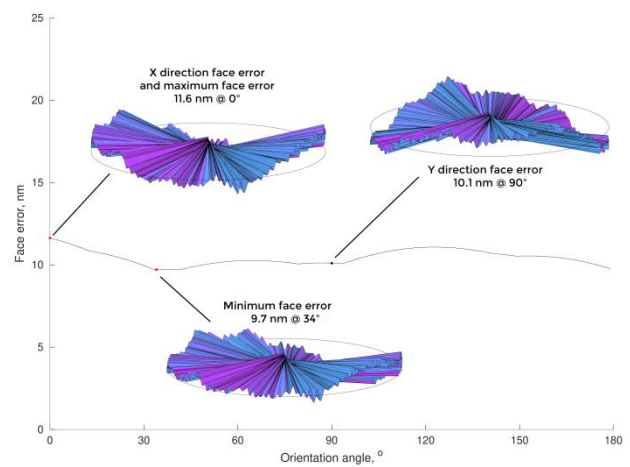 25
20
15
10
5
0
Face error, nm
X direction face error
and maximum face error
11.6 nm @ 0°
Y direction face error
10.1 nm @ 90°
Minimum face error
9.7 nm @ 34°
0
30
60
90
120
150
180
Orientation angle, °